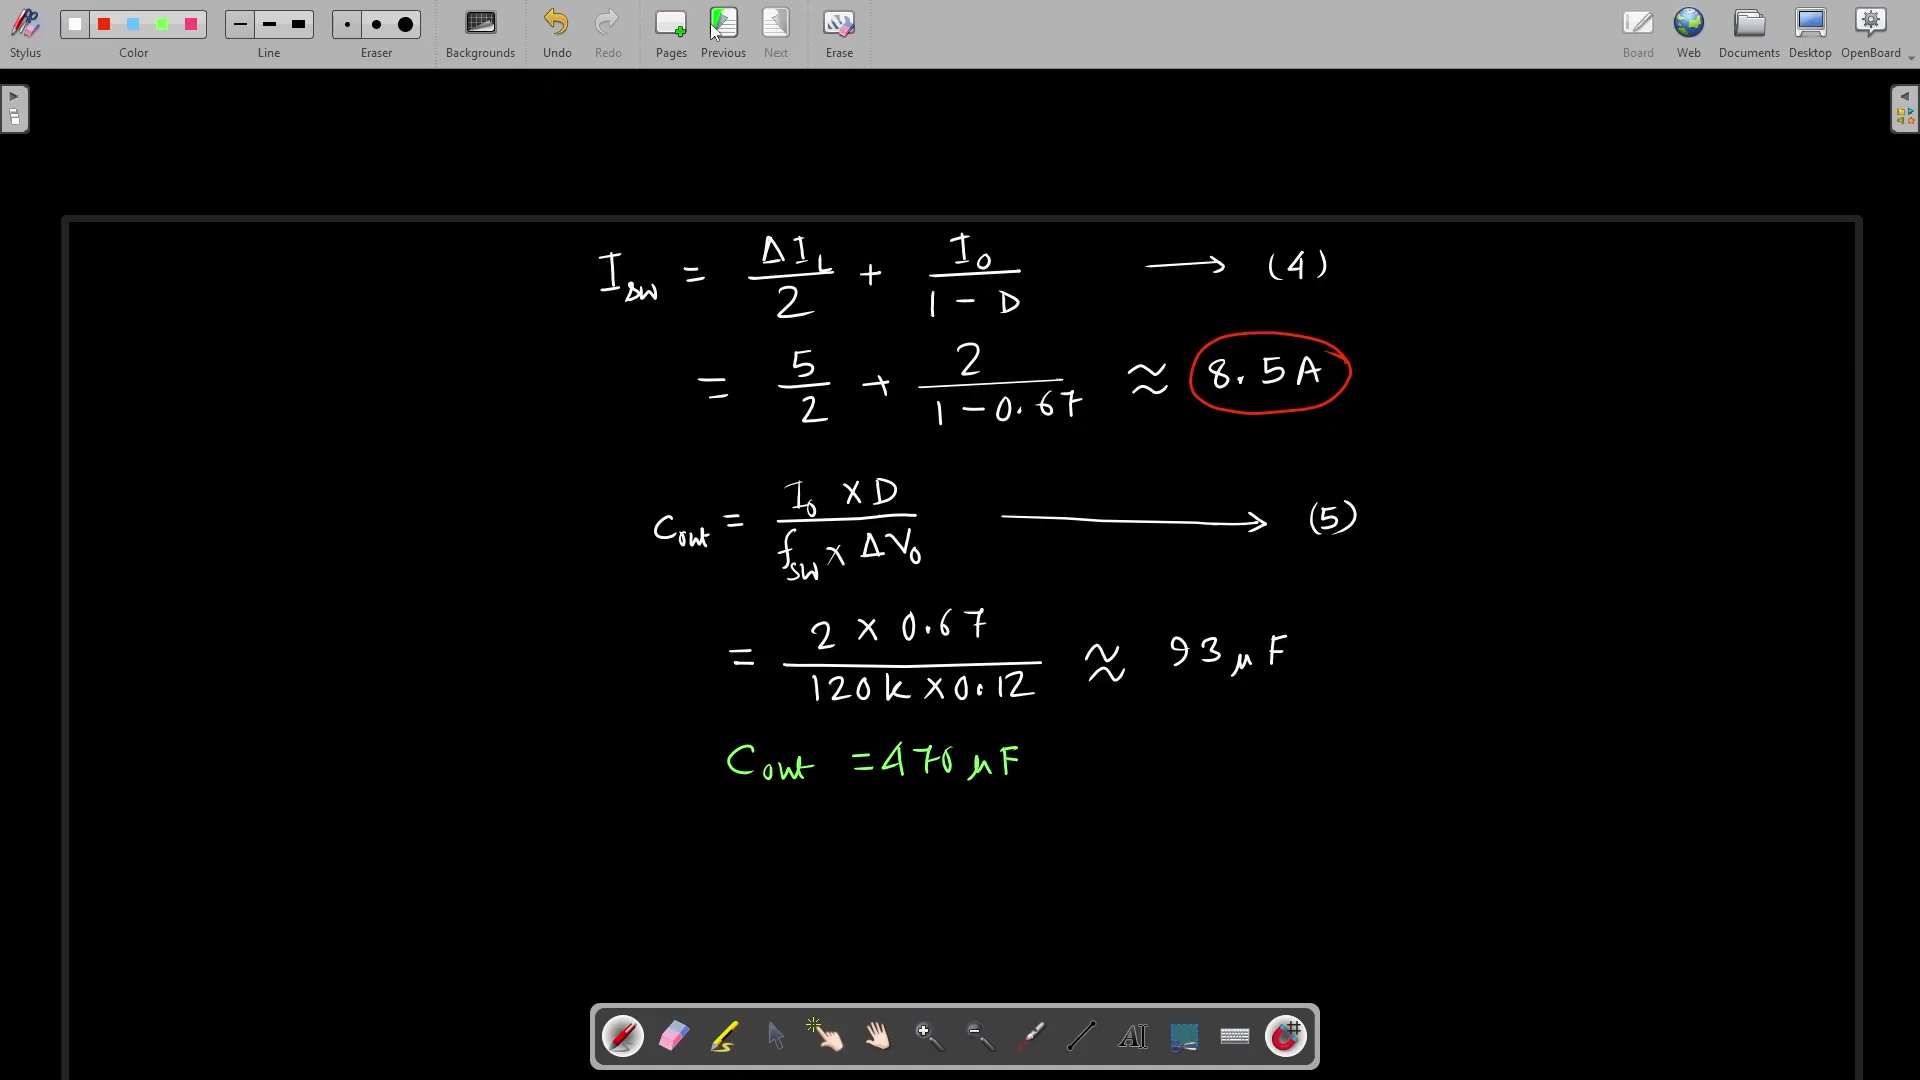 Stylus Color Line Eraser Backgrounds Undo Redo Pages Previous Next Erase Board Web Documents Desktop OpenBoard
I_sw = ΔI_L / 2 + I_o / 1 - D ⟶ (4)
= 5 / 2 + 2 / 1 - 0.67 ≈ 8.5A
C_out = I_o × D / f_sw × ΔV_o ⟶ (5)
= 2 × 0.67 / 120k × 0.12 ≈ 93 μF
C_out = 470 μF
AI